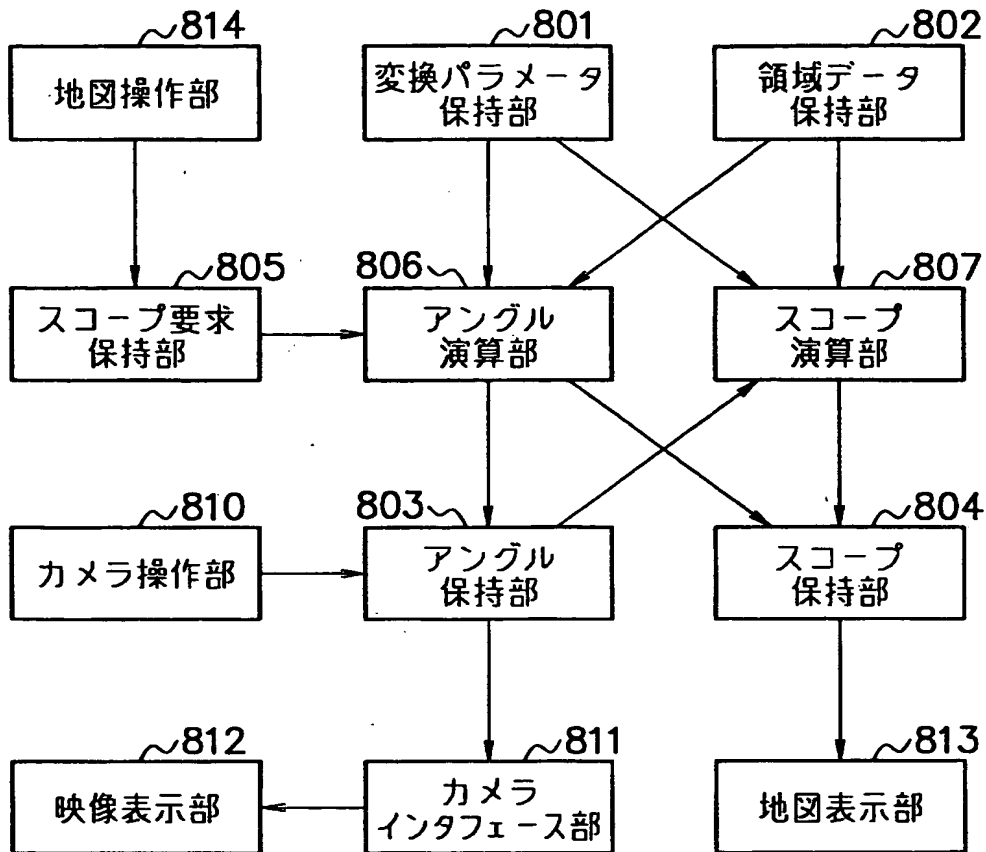 814
地図操作部
801
変換パラメータ
保持部
802
領域データ
保持部
805
スコープ要求
保持部
806
アングル
演算部
807
スコープ
演算部
810
カメラ操作部
803
アングル
保持部
804
スコープ
保持部
812
映像表示部
811
カメラ
インタフェース部
813
地図表示部